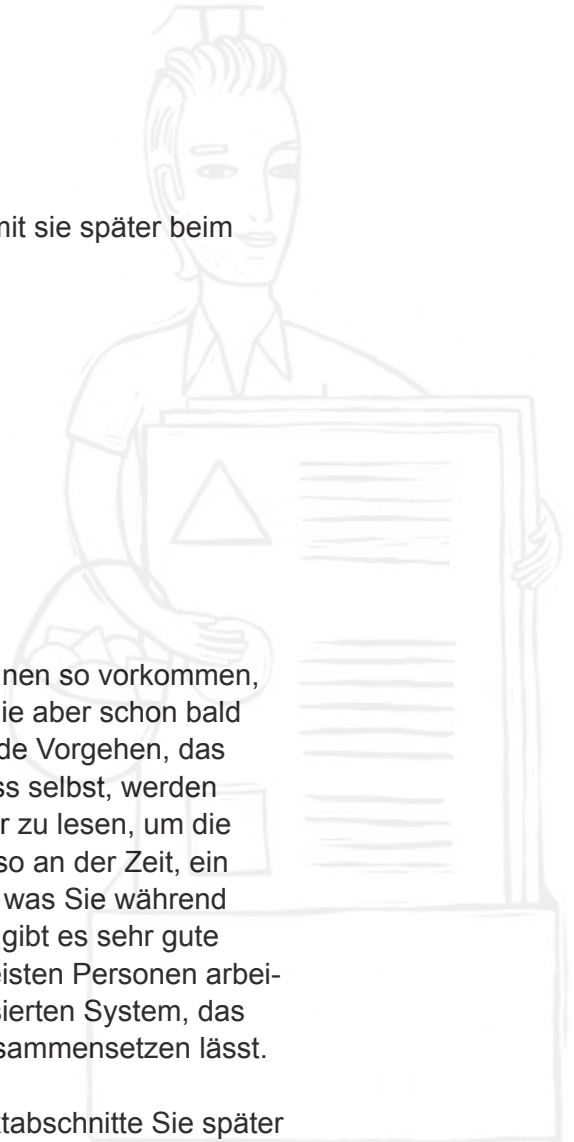 mit sie später beim
nen so vorkommen,
ie aber schon bald
de Vorgehen, das
ss selbst, werden
r zu lesen, um die
so an der Zeit, ein
was Sie während
gibt es sehr gute
eisten Personen arbei-
sierten System, das
sammensetzen lässt.
xtabschnitte Sie später